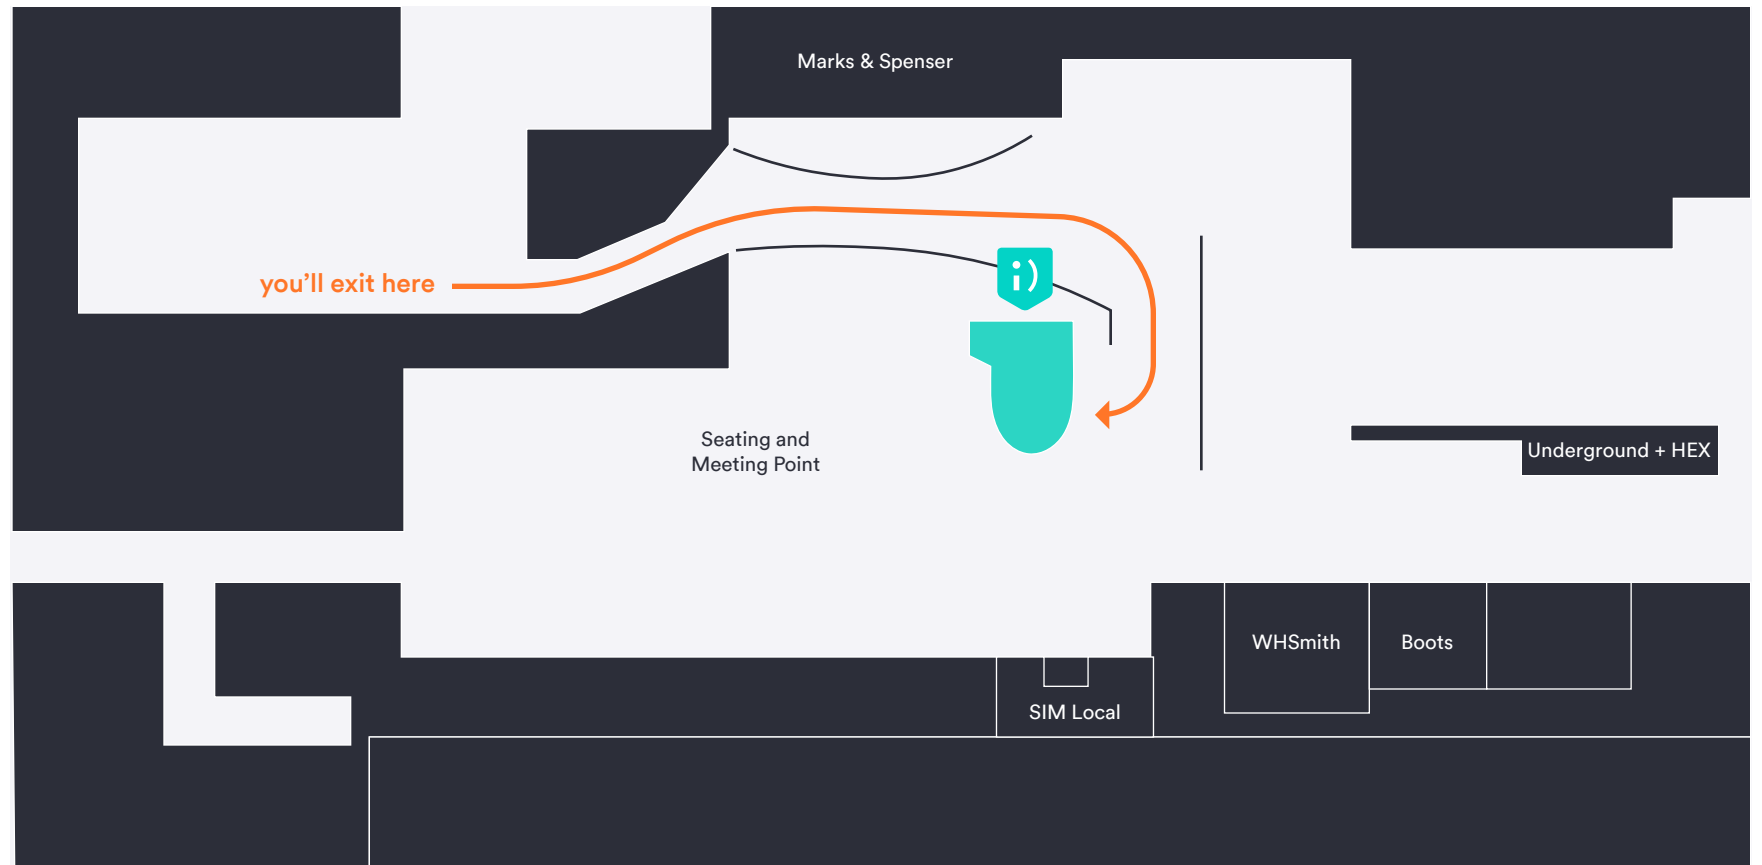 Marks & Spenser
you'll exit here
i)
Seating and
Meeting Point
Underground + HEX
WHSmith
Boots
SIM Local